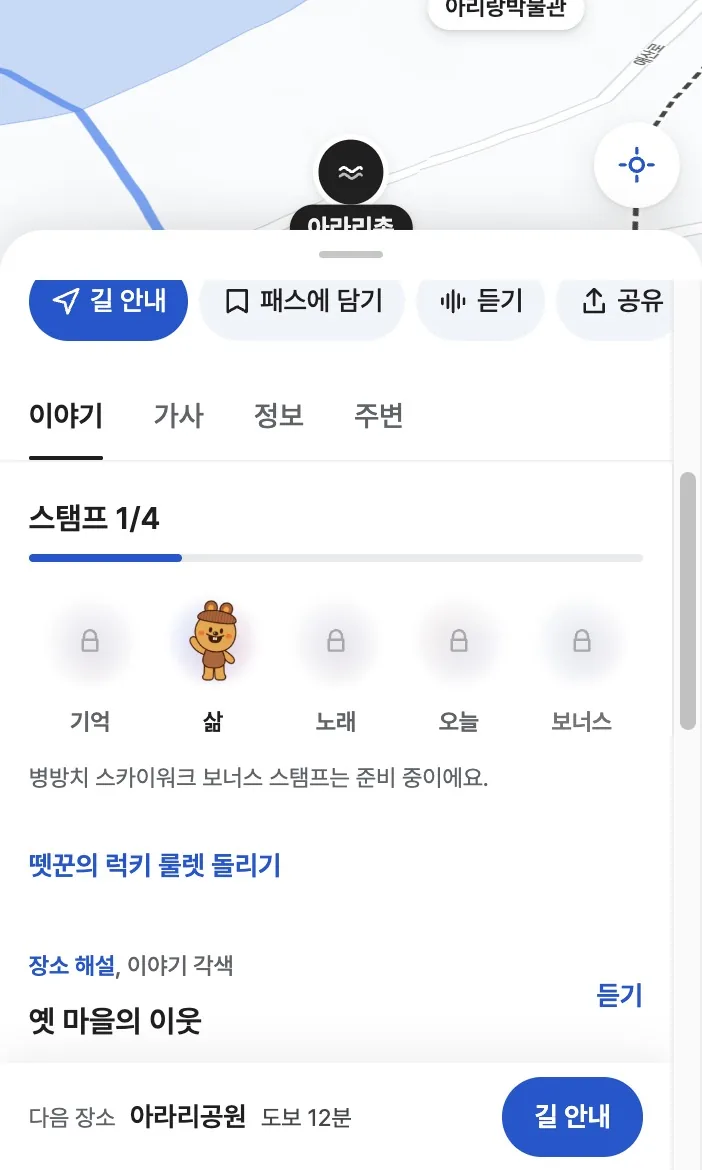 아리랑박물관
애산로
아라리촌
길 안내 패스에 담기 듣기 공유
이야기 가사 정보 주변
스탬프 1/4
기억 삶 노래 오늘 보너스
병방치 스카이워크 보너스 스탬프는 준비 중이에요.
뗏꾼의 럭키 룰렛 돌리기
장소 해설, 이야기 각색
듣기
옛 마을의 이웃
다음 장소 아라리공원 도보 12분 길 안내